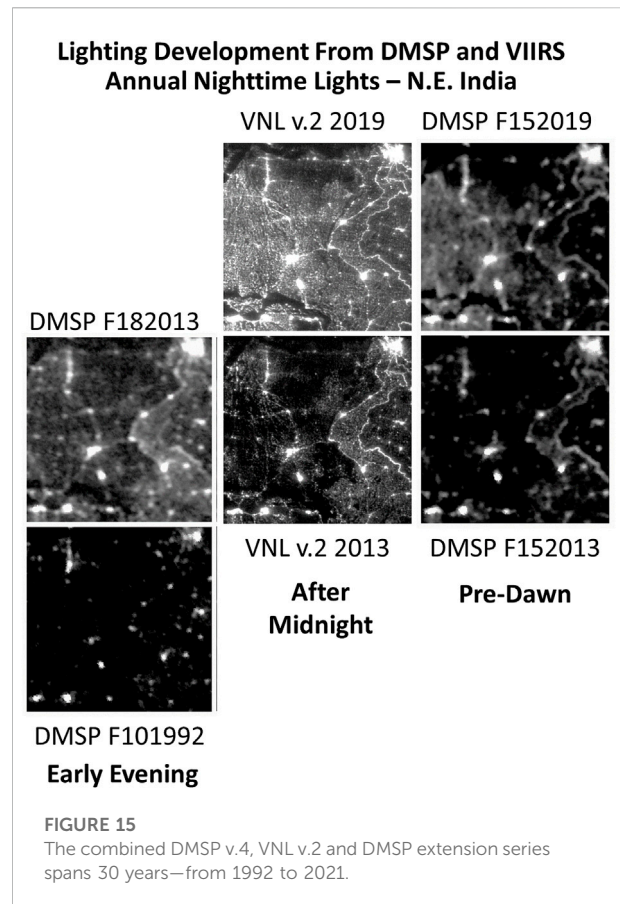 Lighting Development From DMSP and VIIRS
Annual Nighttime Lights – N.E. India
VNL v.2 2019
DMSP F152019
DMSP F182013
VNL v.2 2013
DMSP F152013
After
Midnight
Pre-Dawn
DMSP F101992
Early Evening
FIGURE 15
The combined DMSP v.4, VNL v.2 and DMSP extension series
spans 30 years—from 1992 to 2021.